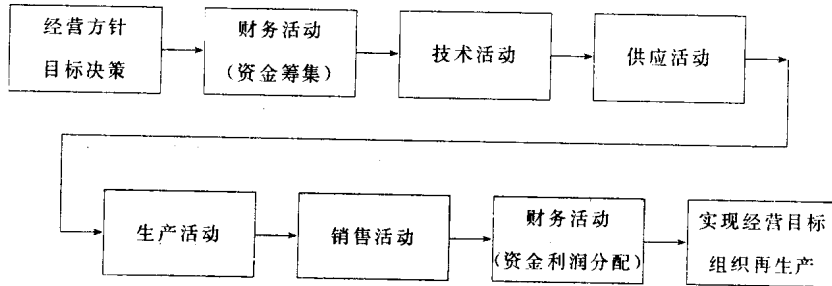 经营方针
目标决策
财务活动
(资金筹集)
技术活动
供应活动
生产活动
销售活动
财务活动
(资金利润分配)
实现经营目标
组织再生产